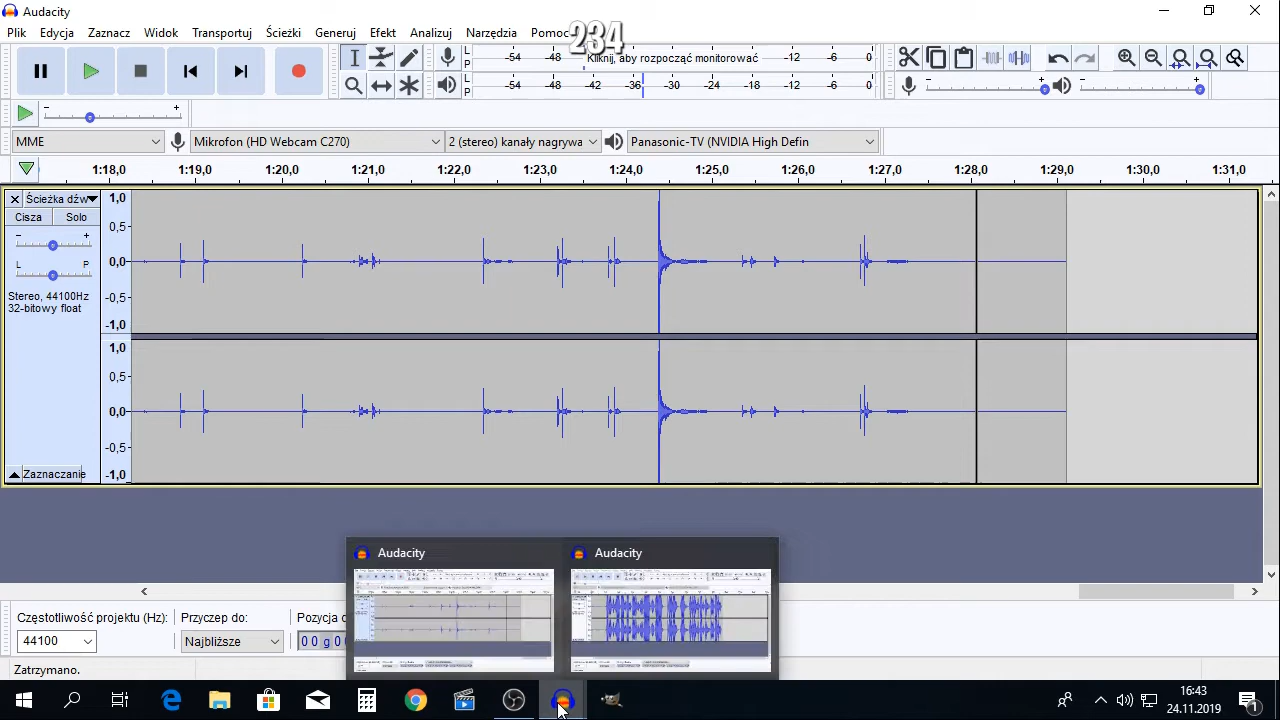 Audacity
Plik Edycja Zaznacz Widok Transportuj Ścieżki Generuj Efekt Analizuj Narzędzia Pomoc
234
L P -54 -48 Kliknij, aby rozpocząć monitorować -12 -6 0
L P -54 -48 -42 -36 -30 -24 -18 -12 -6 0
- +
- +
- +
MME Mikrofon (HD Webcam C270) 2 (stereo) kanały nagrywa Panasonic-TV (NVIDIA High Defin
1:18,0 1:19,0 1:20,0 1:21,0 1:22,0 1:23,0 1:24,0 1:25,0 1:26,0 1:27,0 1:28,0 1:29,0 1:31,0
Ścieżka dźw 1,0
Cisza Solo 0,5
- +
L P 0,0
Stereo, 44100Hz -0,5
32-bitowy float
-1,0
1,0
0,5
0,0
-0,5
Zaznaczanie -1,0
Audacity Audacity
Częstotliwość projektu (Hz): Przyczep do: Pozycja
44100 Najbliższe 0 0 g 0
Zatrzymano.
16:43
24.11.2019
1